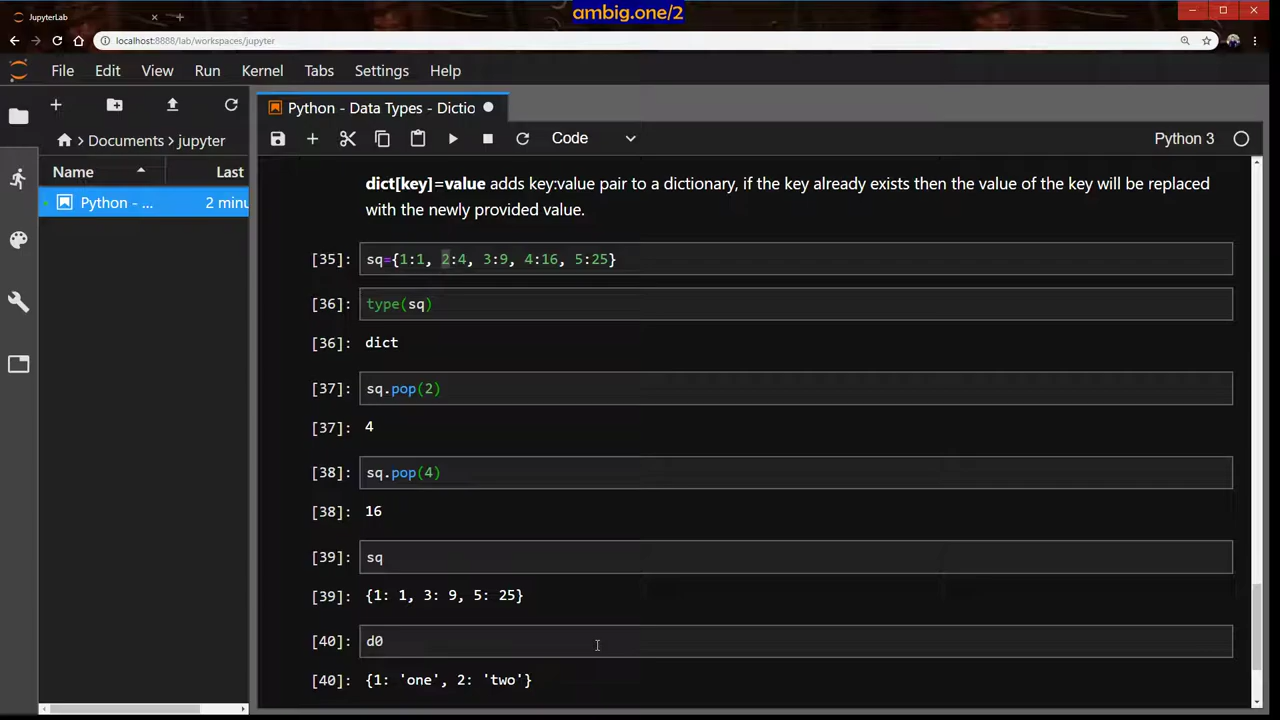 ambig.one/2
JupyterLab
localhost:8888/lab/workspaces/jupyter
File Edit View Run Kernel Tabs Settings Help
Python - Data Types - Dictio
Documents > jupyter
Code
Python 3
Name Last
Python - ... 2 minu
dict[key]=value adds key:value pair to a dictionary, if the key already exists then the value of the key will be replaced
with the newly provided value.
[35]: sq={1:1, 2:4, 3:9, 4:16, 5:25}
[36]: type(sq)
[36]: dict
[37]: sq.pop(2)
[37]: 4
[38]: sq.pop(4)
[38]: 16
[39]: sq
[39]: {1: 1, 3: 9, 5: 25}
[40]: d0
[40]: {1: 'one', 2: 'two'}